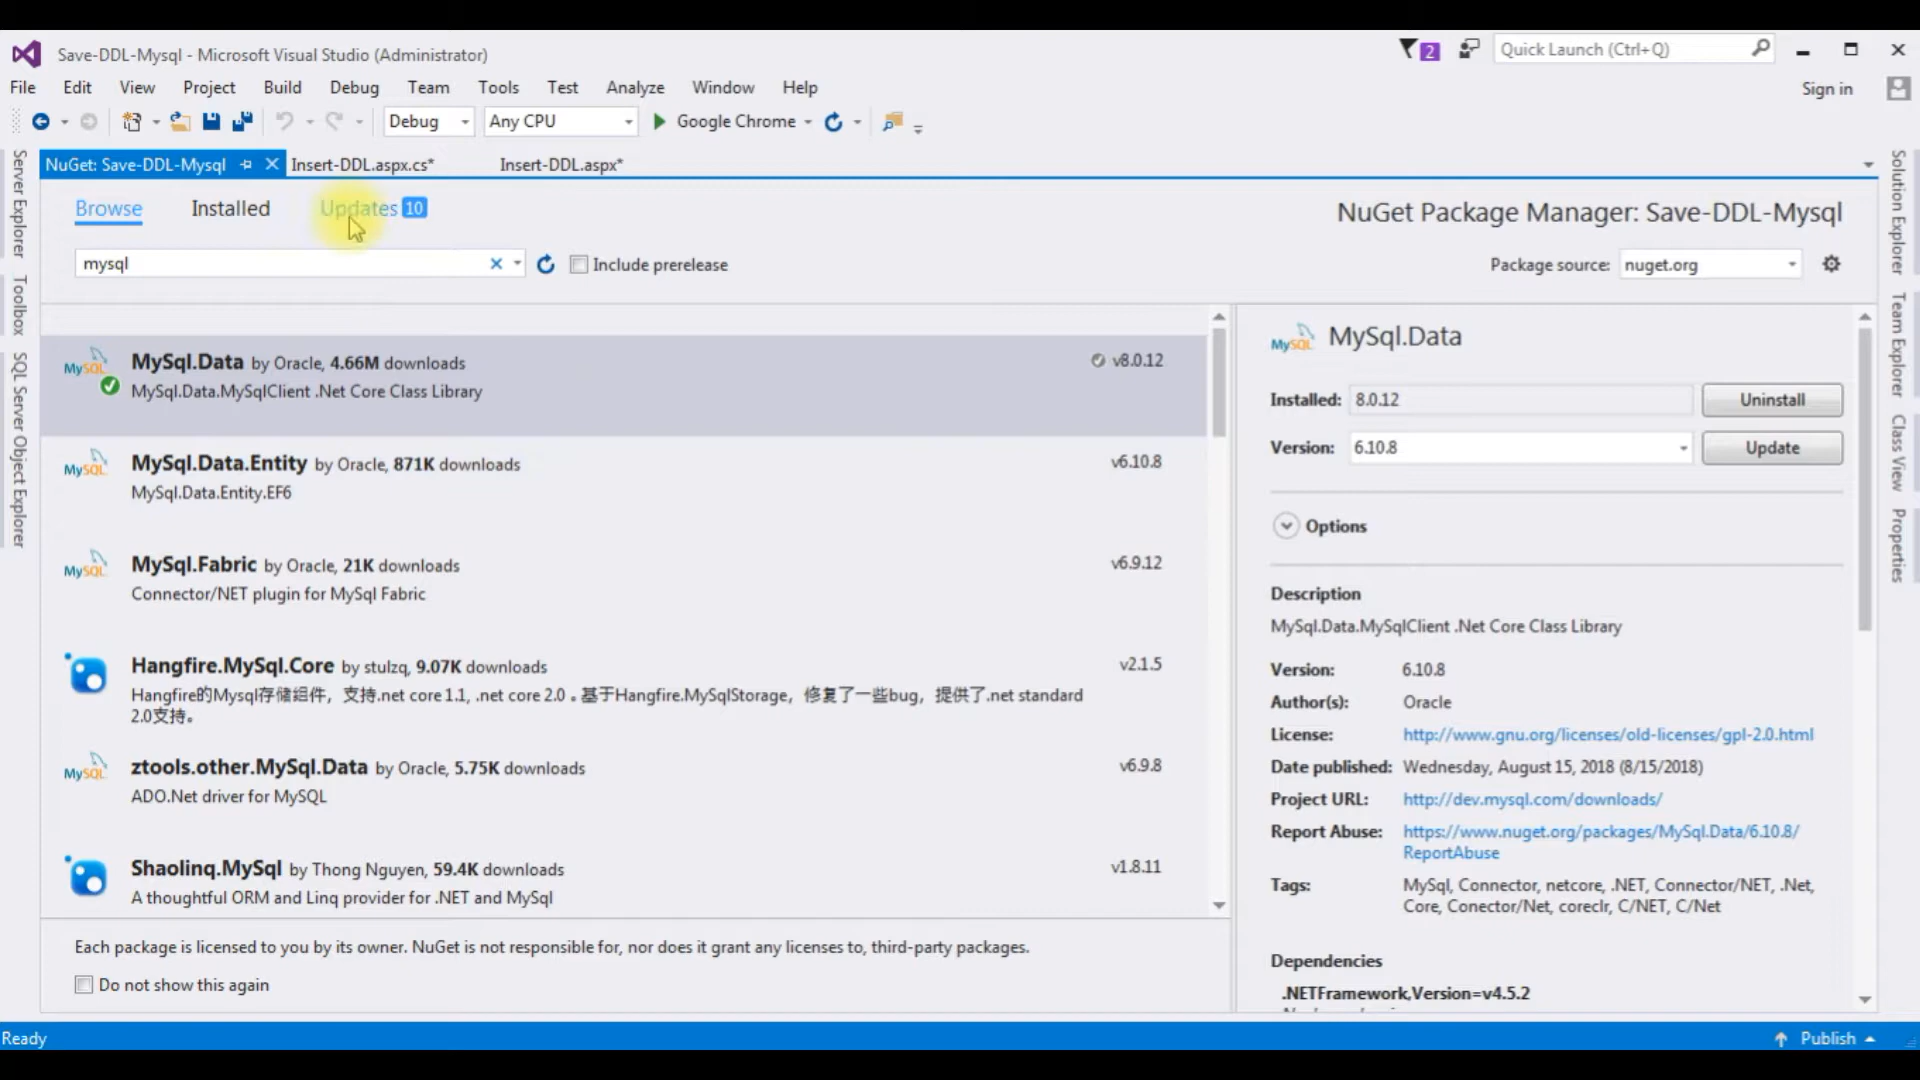 Save-DDL-Mysql - Microsoft Visual Studio (Administrator)
2
Quick Launch (Ctrl+Q)
File Edit View Project Build Debug Team Tools Test Analyze Window Help
Sign in
Debug Any CPU Google Chrome
NuGet: Save-DDL-Mysql Insert-DDL.aspx.cs* Insert-DDL.aspx*
Server Explorer
Toolbox
SQL Server Object Explorer
Browse Installed Updates 10
NuGet Package Manager: Save-DDL-Mysql
mysql
Include prerelease
Package source: nuget.org
MySql.Data by Oracle, 4.66M downloads
v8.0.12
MySql.Data.MySqlClient .Net Core Class Library
MySql.Data.Entity by Oracle, 871K downloads
v6.10.8
MySql.Data.Entity.EF6
MySql.Fabric by Oracle, 21K downloads
v6.9.12
Connector/NET plugin for MySql Fabric
Hangfire.MySql.Core by stulzq, 9.07K downloads
v2.1.5
Hangfire的Mysql存储组件，支持.net core 1.1, .net core 2.0 。基于Hangfire.MySqlStorage，修复了一些bug，提供了.net standard
2.0支持。
ztools.other.MySql.Data by Oracle, 5.75K downloads
v6.9.8
ADO.Net driver for MySQL
Shaolinq.MySql by Thong Nguyen, 59.4K downloads
v1.8.11
A thoughtful ORM and Linq provider for .NET and MySql
Each package is licensed to you by its owner. NuGet is not responsible for, nor does it grant any licenses to, third-party packages.
Do not show this again
MySql.Data
Installed: 8.0.12 Uninstall
Version: 6.10.8 Update
Options
Description
MySql.Data.MySqlClient .Net Core Class Library
Version: 6.10.8
Author(s): Oracle
License: http://www.gnu.org/licenses/old-licenses/gpl-2.0.html
Date published: Wednesday, August 15, 2018 (8/15/2018)
Project URL: http://dev.mysql.com/downloads/
Report Abuse: https://www.nuget.org/packages/MySql.Data/6.10.8/
ReportAbuse
Tags: MySql, Connector, netcore, .NET, Connector/NET, .Net,
Core, Conector/Net, coreclr, C/NET, C/Net
Dependencies
.NETFramework,Version=v4.5.2
Solution Explorer
Team Explorer
Class View
Properties
Ready
Publish